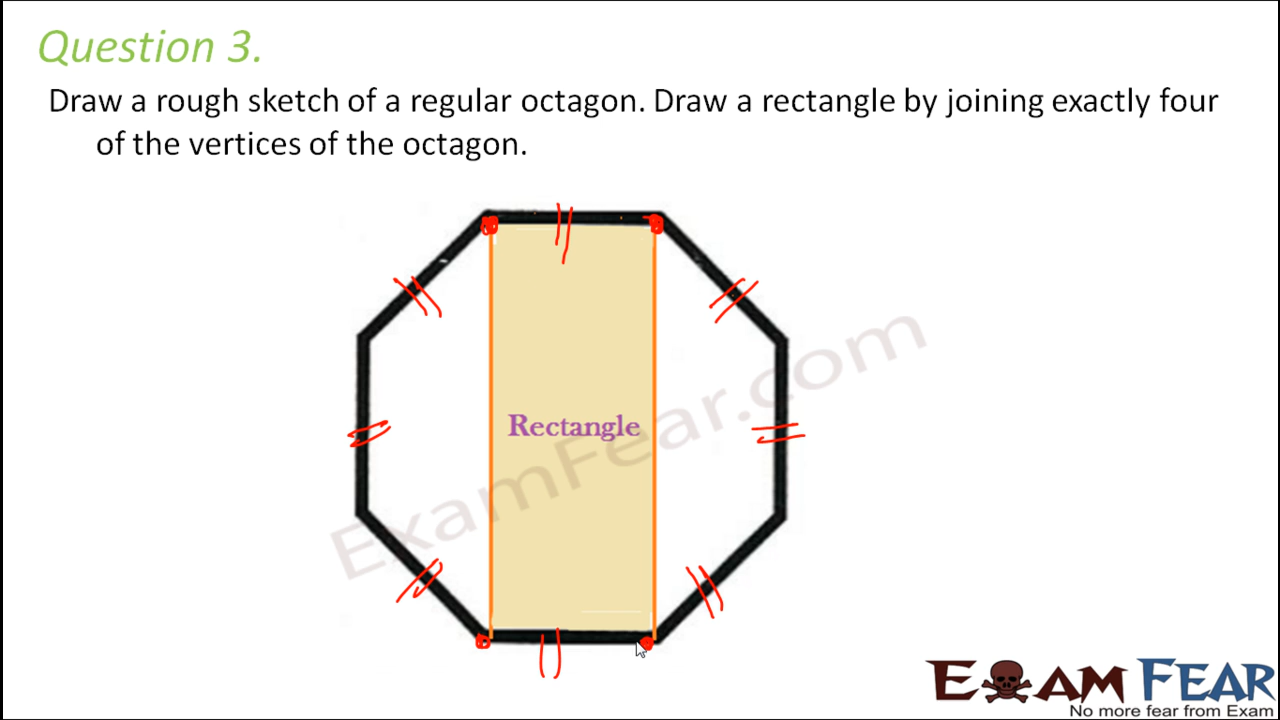 Question 3.
Draw a rough sketch of a regular octagon. Draw a rectangle by joining exactly four
of the vertices of the octagon.
Rectangle
ExamFear.com
EXAM FEAR
No more fear from Exam